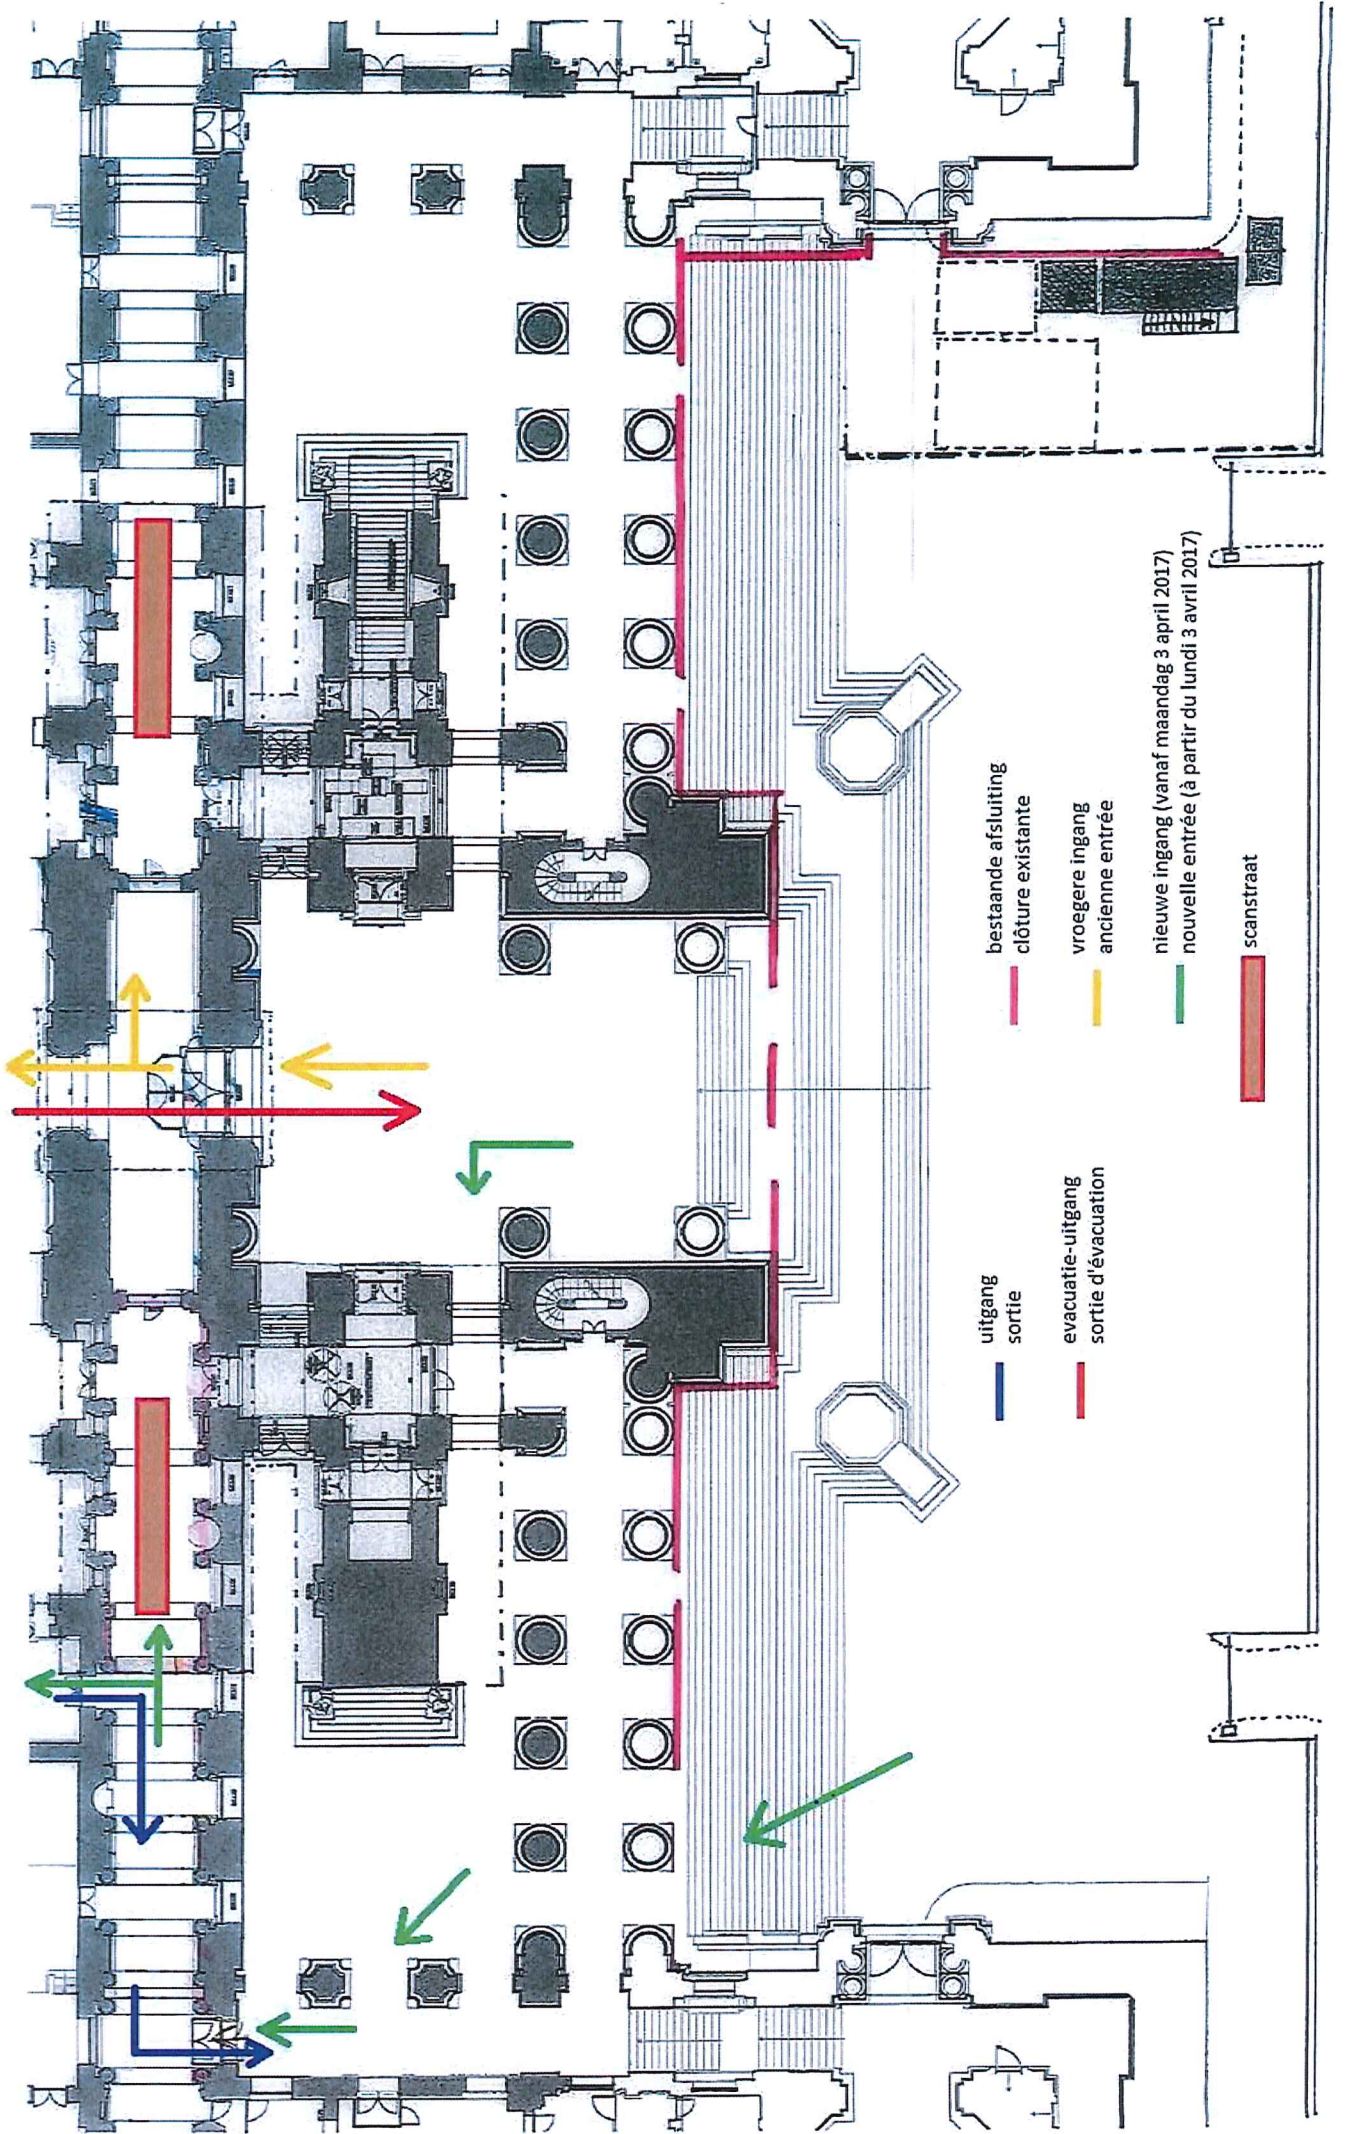 uitgang
sortie
evacuatie-uitgang
sortie d'évacuation
bestaande afsluiting
clôture existante
vroegere ingang
ancienne entrée
nieuwe ingang (vanaf maandag 3 april 2017)
nouvelle entrée (à partir du lundi 3 avril 2017)
scanstraat